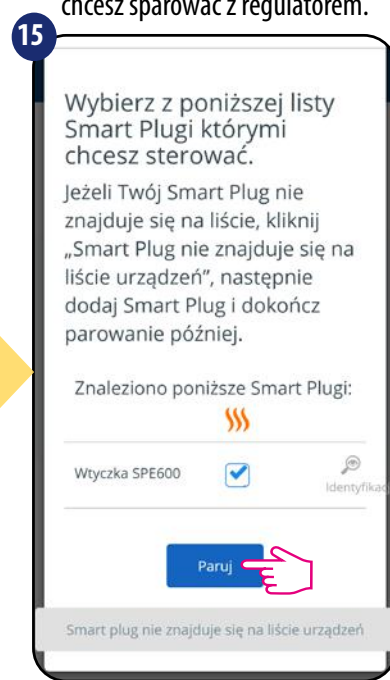 chcesz sparować z regulatorem.
15
Wybierz z poniższej listy
Smart Plugi którymi
chcesz sterować.
Jeżeli Twój Smart Plug nie
znajduje się na liście, kliknij
„Smart Plug nie znajduje się na
liście urządzeń”, następnie
dodaj Smart Plug i dokończ
parowanie później.
Znaleziono poniższe Smart Plugi:
Wtyczka SPE600
Identyfikac
Paruj
Smart plug nie znajduje się na liście urządzeń